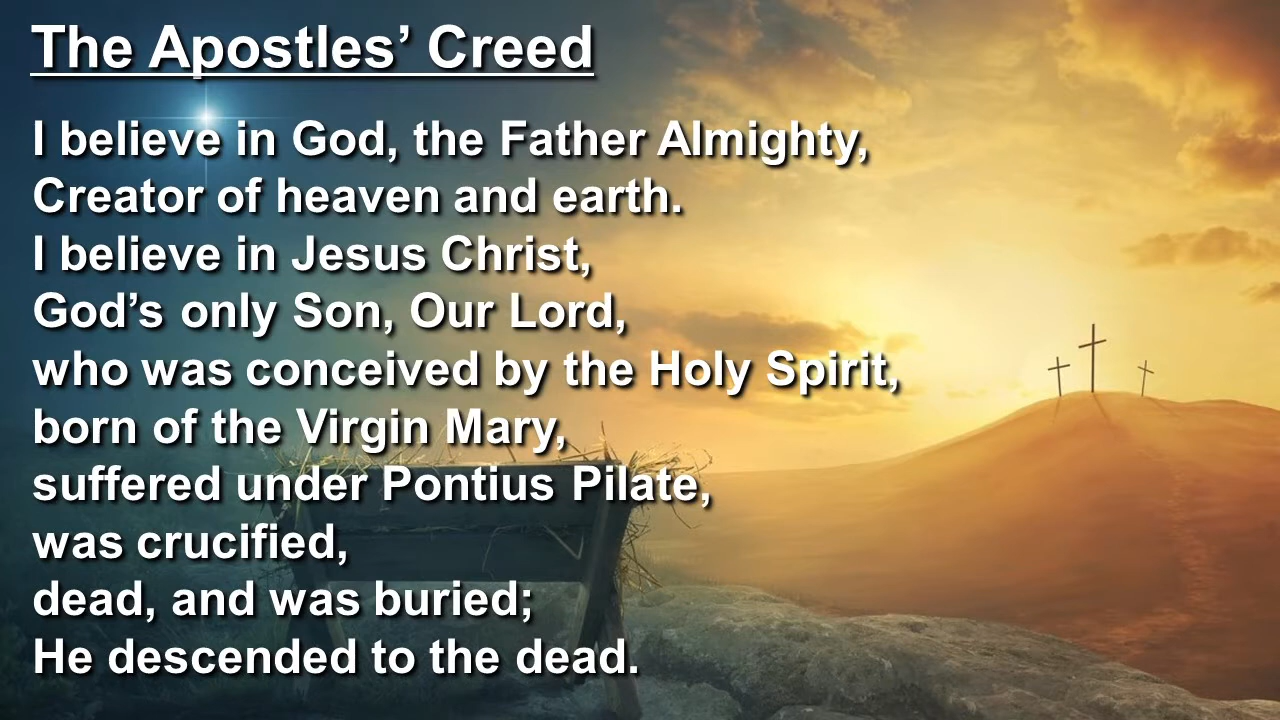 The Apostles’ Creed
I believe in God, the Father Almighty,
Creator of heaven and earth.
I believe in Jesus Christ,
God’s only Son, Our Lord,
who was conceived by the Holy Spirit,
born of the Virgin Mary,
suffered under Pontius Pilate,
was crucified,
dead, and was buried;
He descended to the dead.